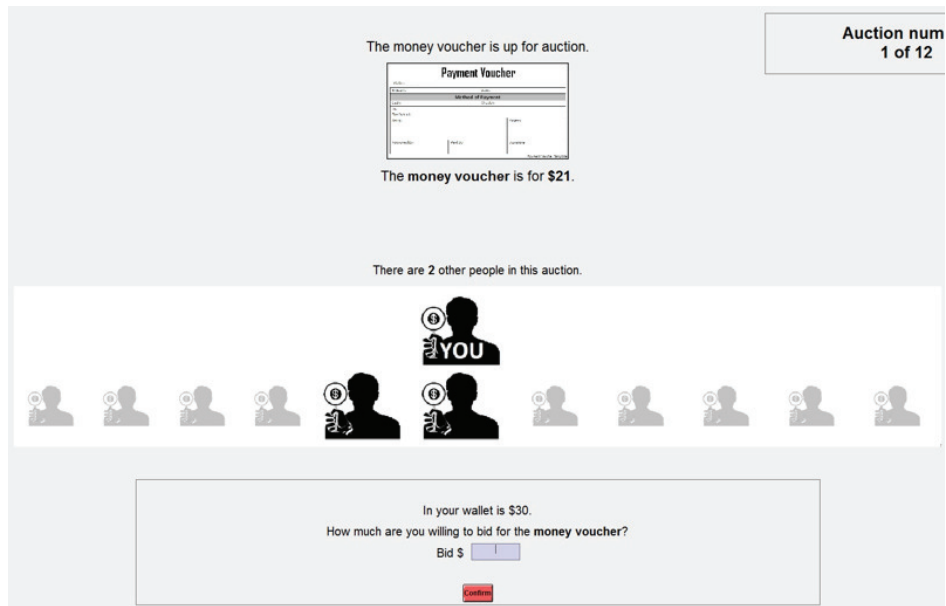 The money voucher is up for auction.
Auction num
1 of 12
Payment Voucher
Method of Payment
The money voucher is for $21.
There are 2 other people in this auction.
YOU
In your wallet is $30.
How much are you willing to bid for the money voucher?
Bid $
Confirm